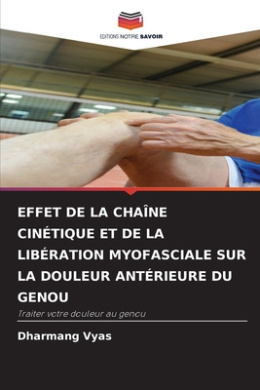 EDITIONS NOTRE SAVOIR
EFFET DE LA CHAÎNE
CINÉTIQUE ET DE LA
LIBÉRATION MYOFASCIALE SUR
LA DOULEUR ANTÉRIEURE DU
GENOU
Traiter votre douleur au genou
Dharmang Vyas